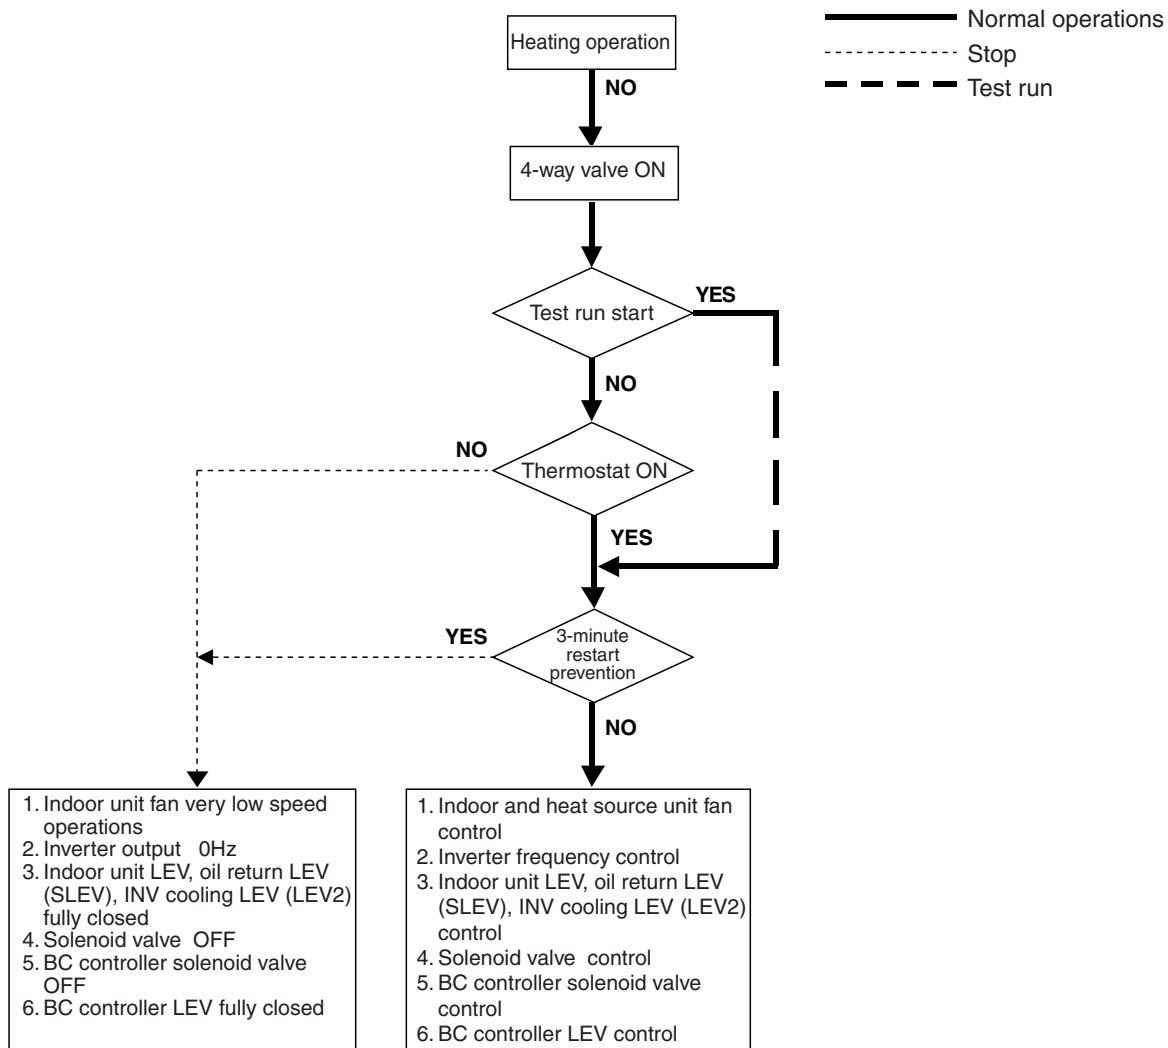 Normal operations
Stop
Test run
Heating operation
NO
4-way valve ON
Test run start
YES
NO
Thermostat ON
NO
YES
3-minute
restart
prevention
YES
NO
1. Indoor unit fan very low speed
operations
2. Inverter output 0Hz
3. Indoor unit LEV, oil return LEV
(SLEV), INV cooling LEV (LEV2)
fully closed
4. Solenoid valve OFF
5. BC controller solenoid valve
OFF
6. BC controller LEV fully closed
1. Indoor and heat source unit fan
control
2. Inverter frequency control
3. Indoor unit LEV, oil return LEV
(SLEV), INV cooling LEV (LEV2)
control
4. Solenoid valve control
5. BC controller solenoid valve
control
6. BC controller LEV control